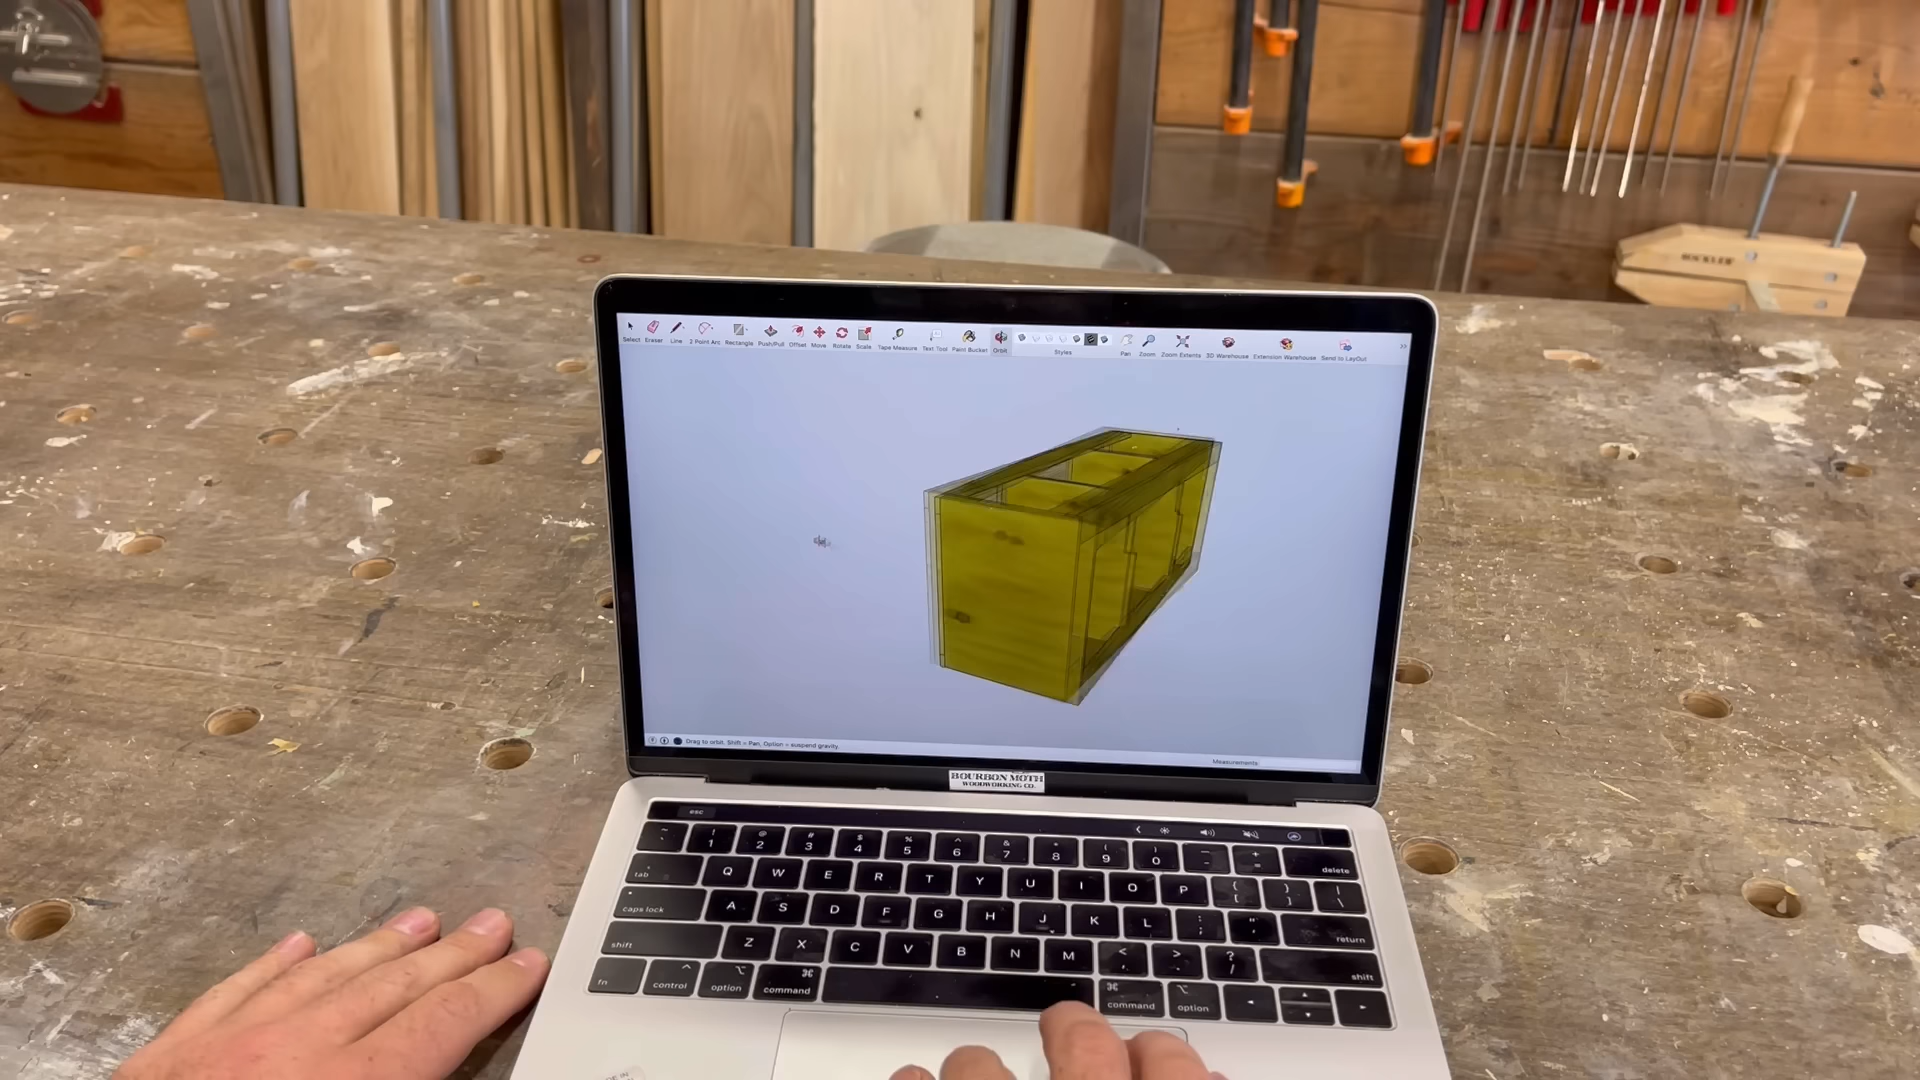 ROCKLER
Select Eraser Line 2 Point Arc Rectangle Push/Pull Offset Move Rotate Scale Tape Measure Text Tool Paint Bucket Orbit Styles Pan Zoom Zoom Extents 3D Warehouse Extension Warehouse Send to LayOut
Drag to orbit. Shift = Pan, Option = suspend gravity
Measurements
BOURBON MOTH
WOODWORKING CO.
esc
~ ! @ # $ % ^ & * ( ) _ +
1 2 3 4 5 6 7 8 9 0 - = delete
tab Q W E R T Y U I O P { [ } ] | \
caps lock A S D F G H J K L : ; " ' return
shift Z X C V B N M < , > . ? / shift
fn control option command command option